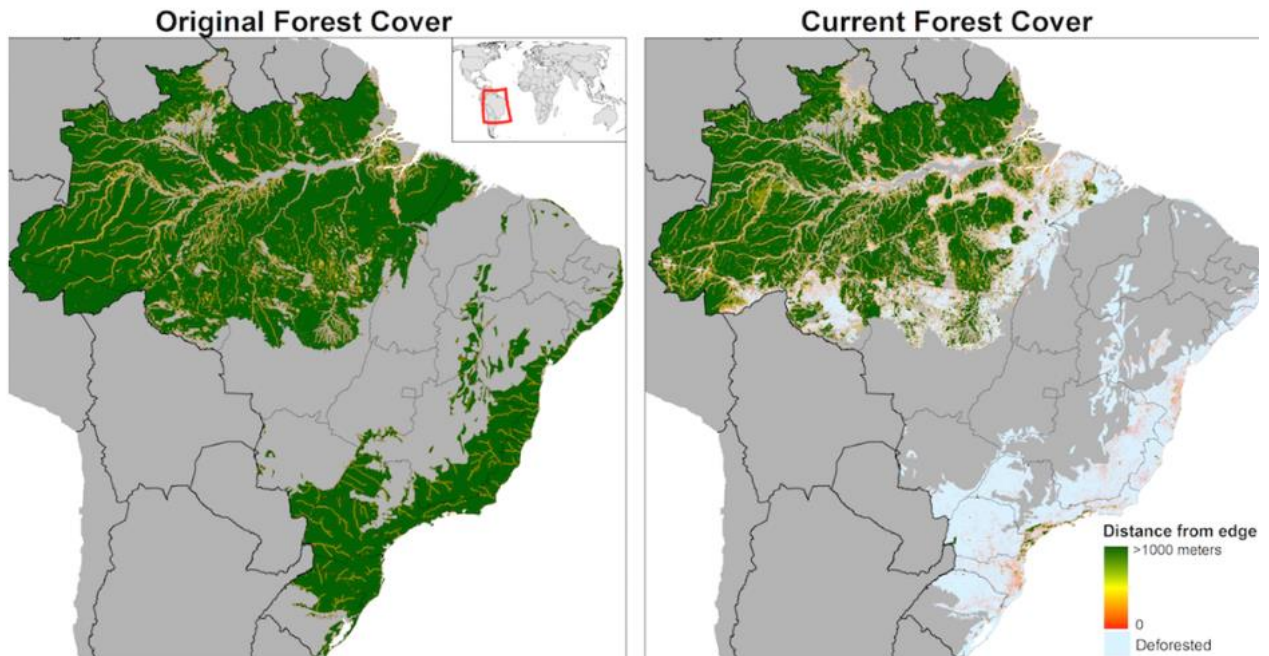 Original Forest Cover
Current Forest Cover
Distance from edge
>1000 meters
0
Deforested